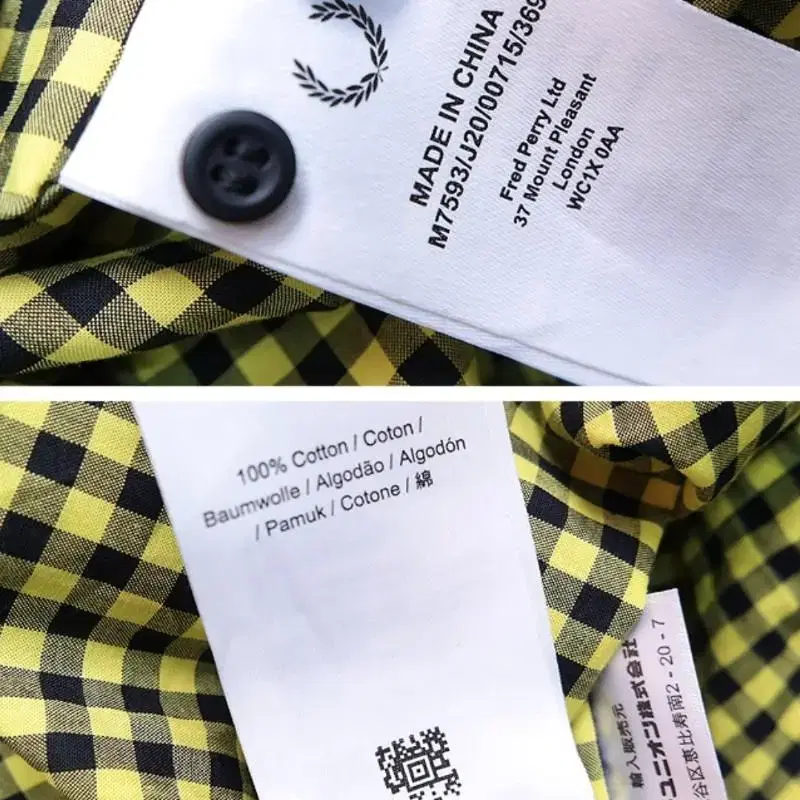 MADE IN CHINA
M7593/J20/00715/369
Fred Perry Ltd
37 Mount Pleasant
London
WC1X 0AA
100% Cotton / Coton /
Baumwolle / Algodão / Algodón
/ Pamuk / Cotone / 綿
輸入販売元
ユニオン株式会社
谷区恵比寿南2-20-7